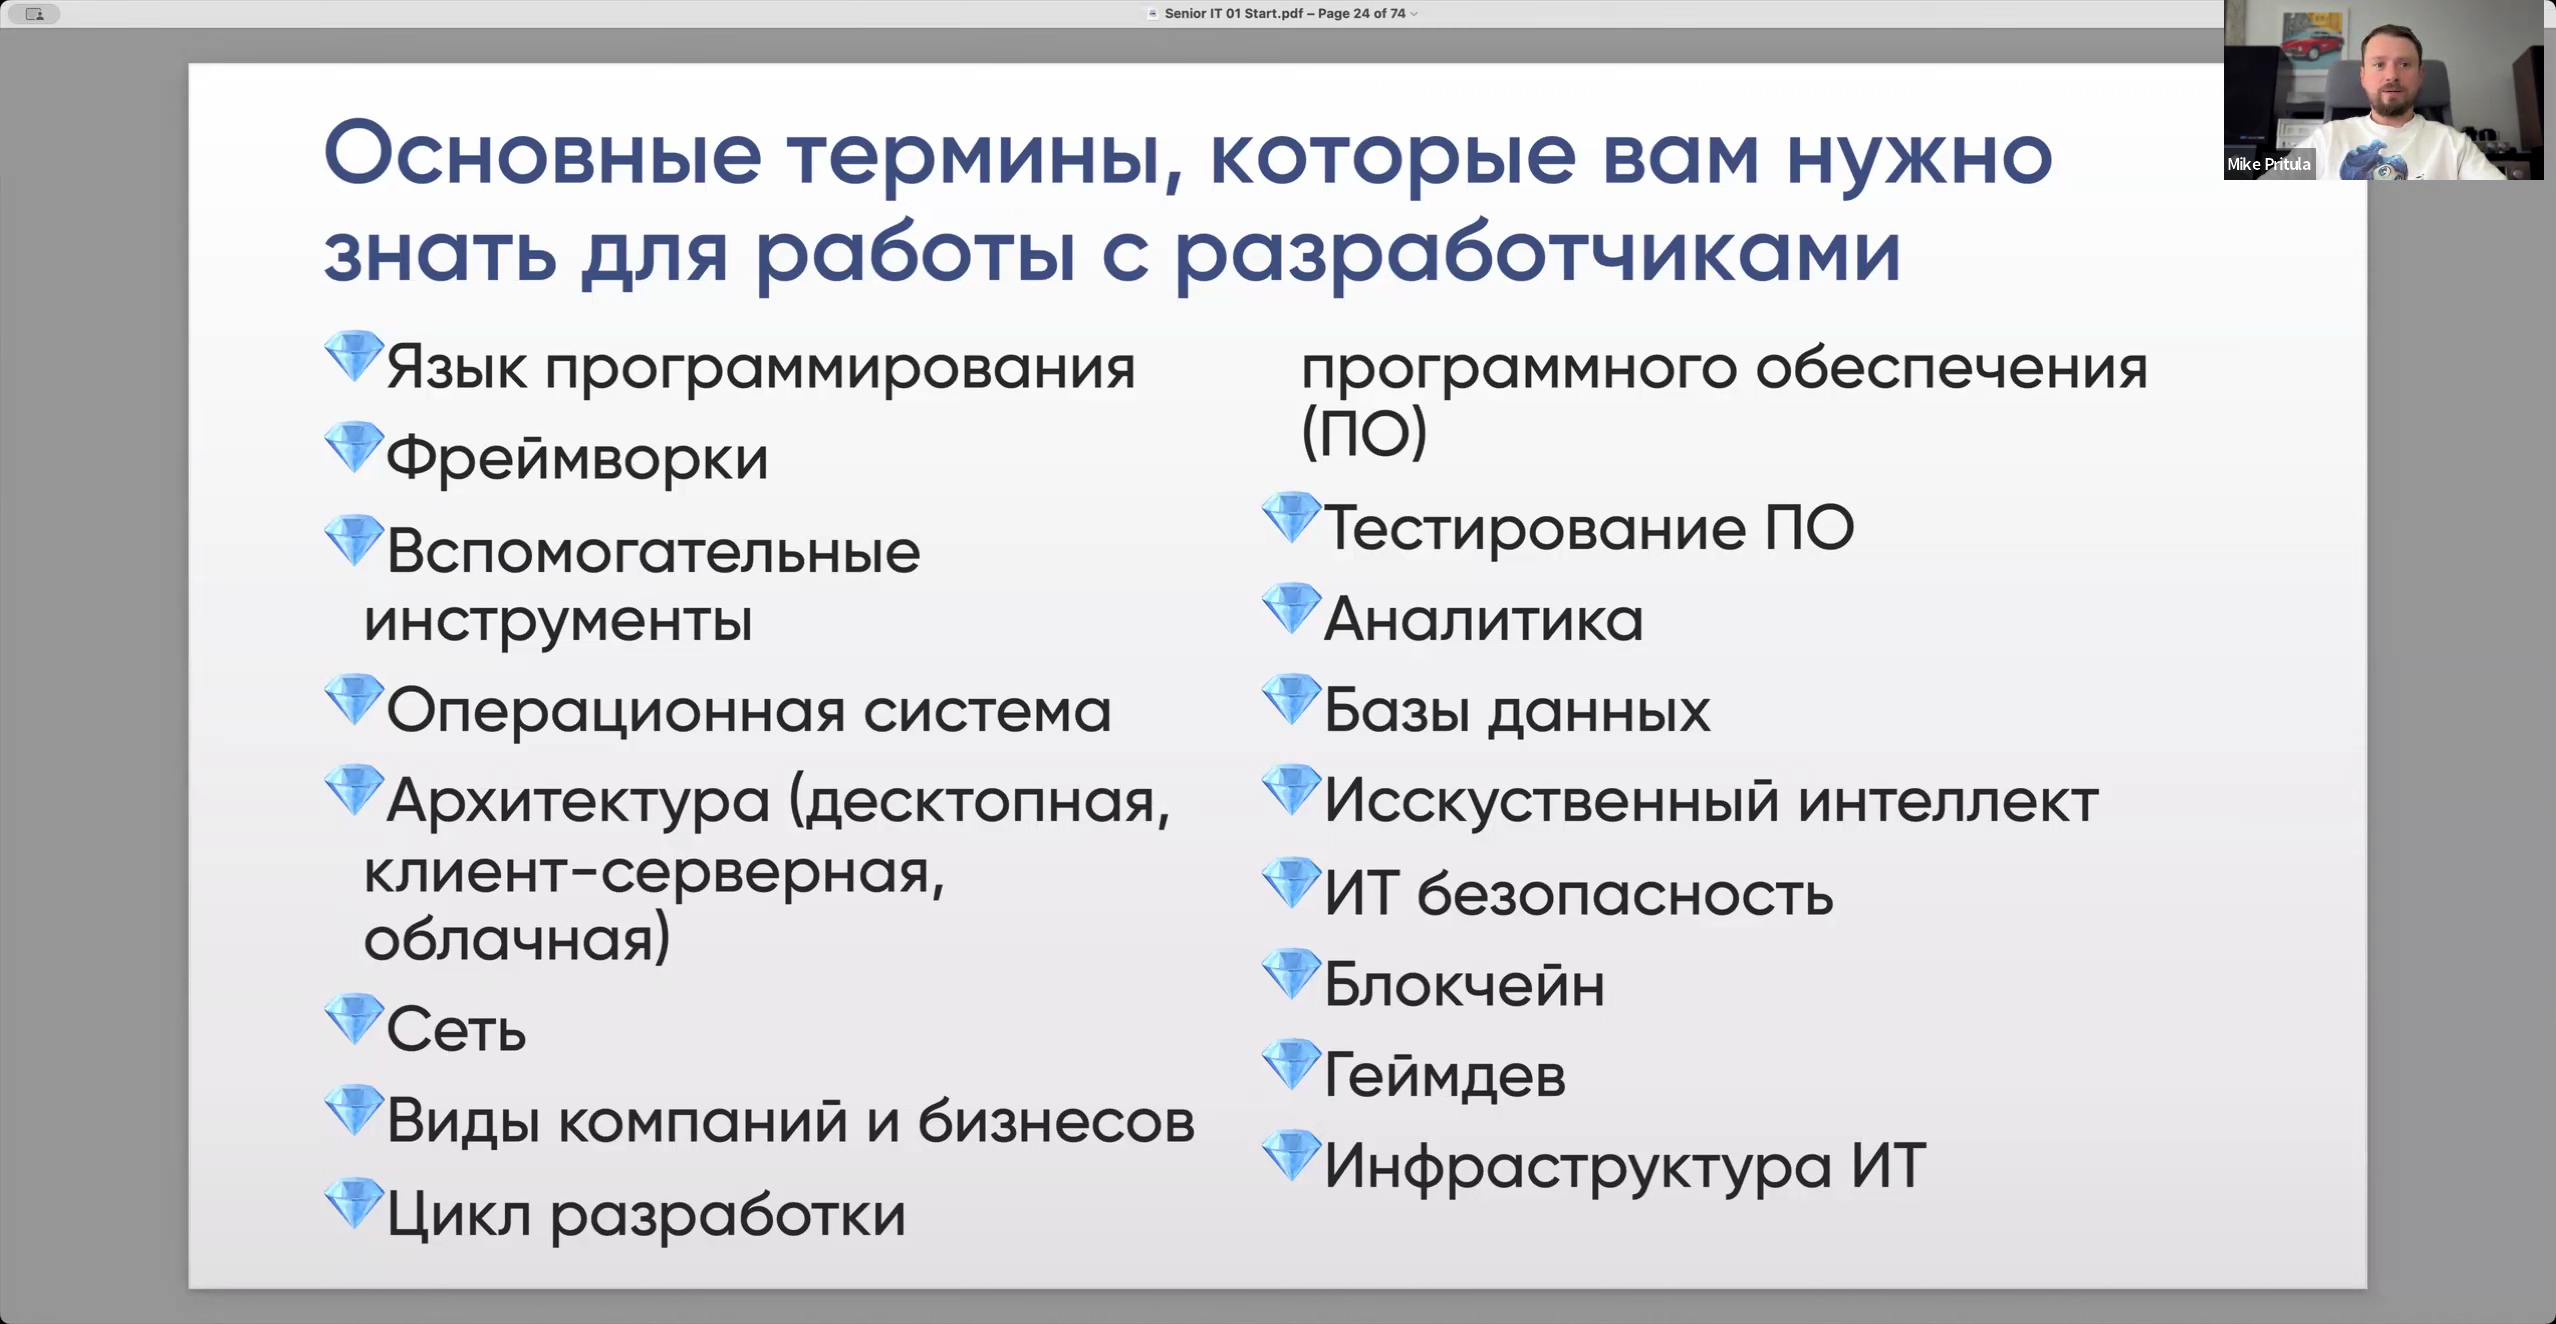 Senior IT 01 Start.pdf – Page 24 of 74
Mike Pritula
Основные термины, которые вам нужно
знать для работы с разработчиками
Язык программирования
Фреймворки
Вспомогательные
инструменты
Операционная система
Архитектура (десктопная,
клиент-серверная,
облачная)
Сеть
Виды компаний и бизнесов
Цикл разработки
программного обеспечения
(ПО)
Тестирование ПО
Аналитика
Базы данных
Исскуственный интеллект
ИТ безопасность
Блокчейн
Геймдев
Инфраструктура ИТ